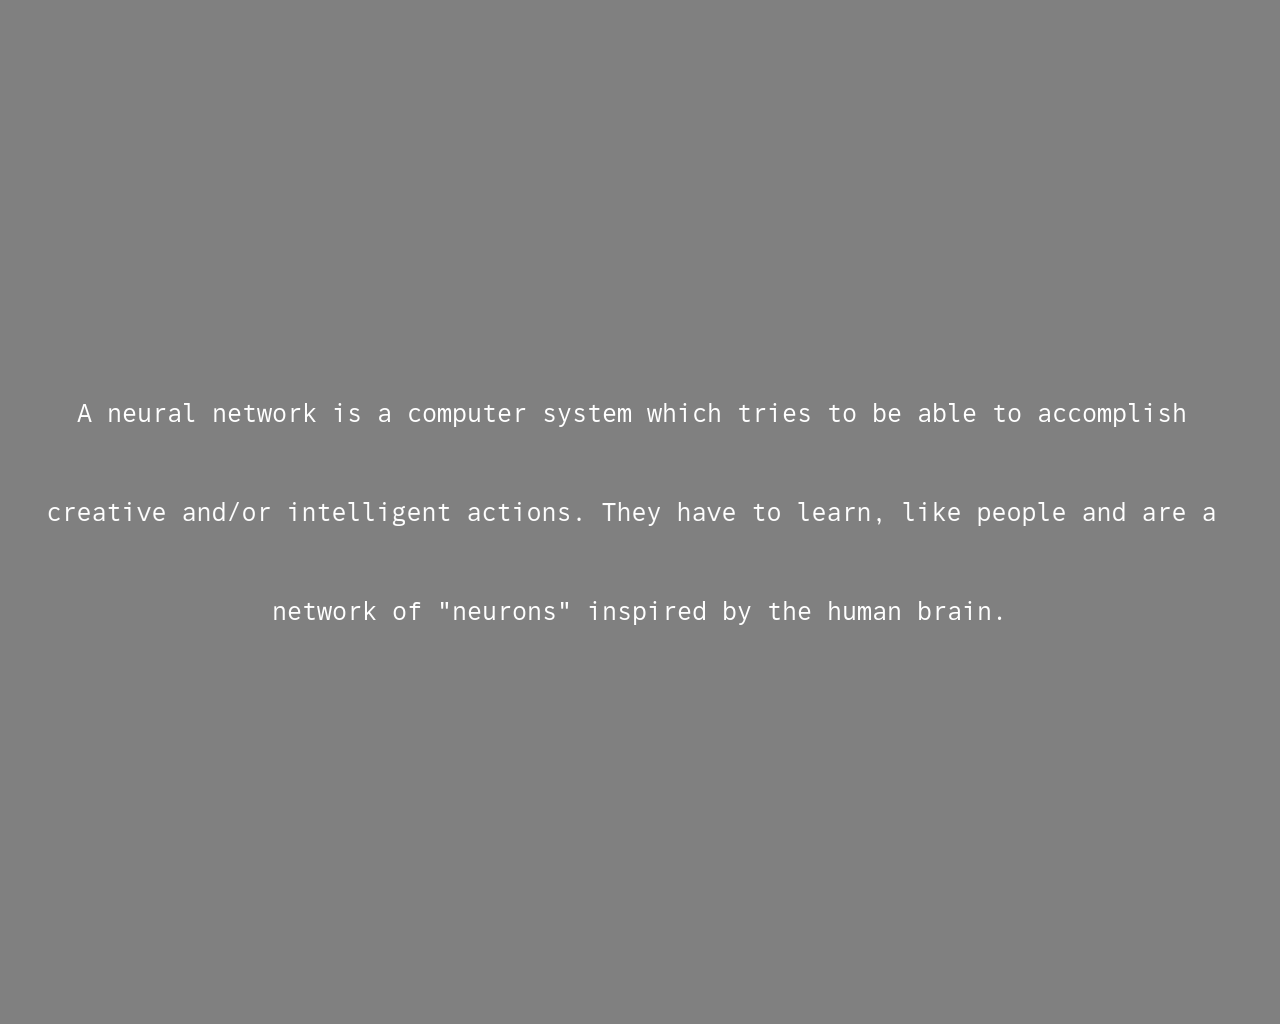 A neural network is a computer system which tries to be able to accomplish
creative and/or intelligent actions. They have to learn, like people and are a
network of "neurons" inspired by the human brain.